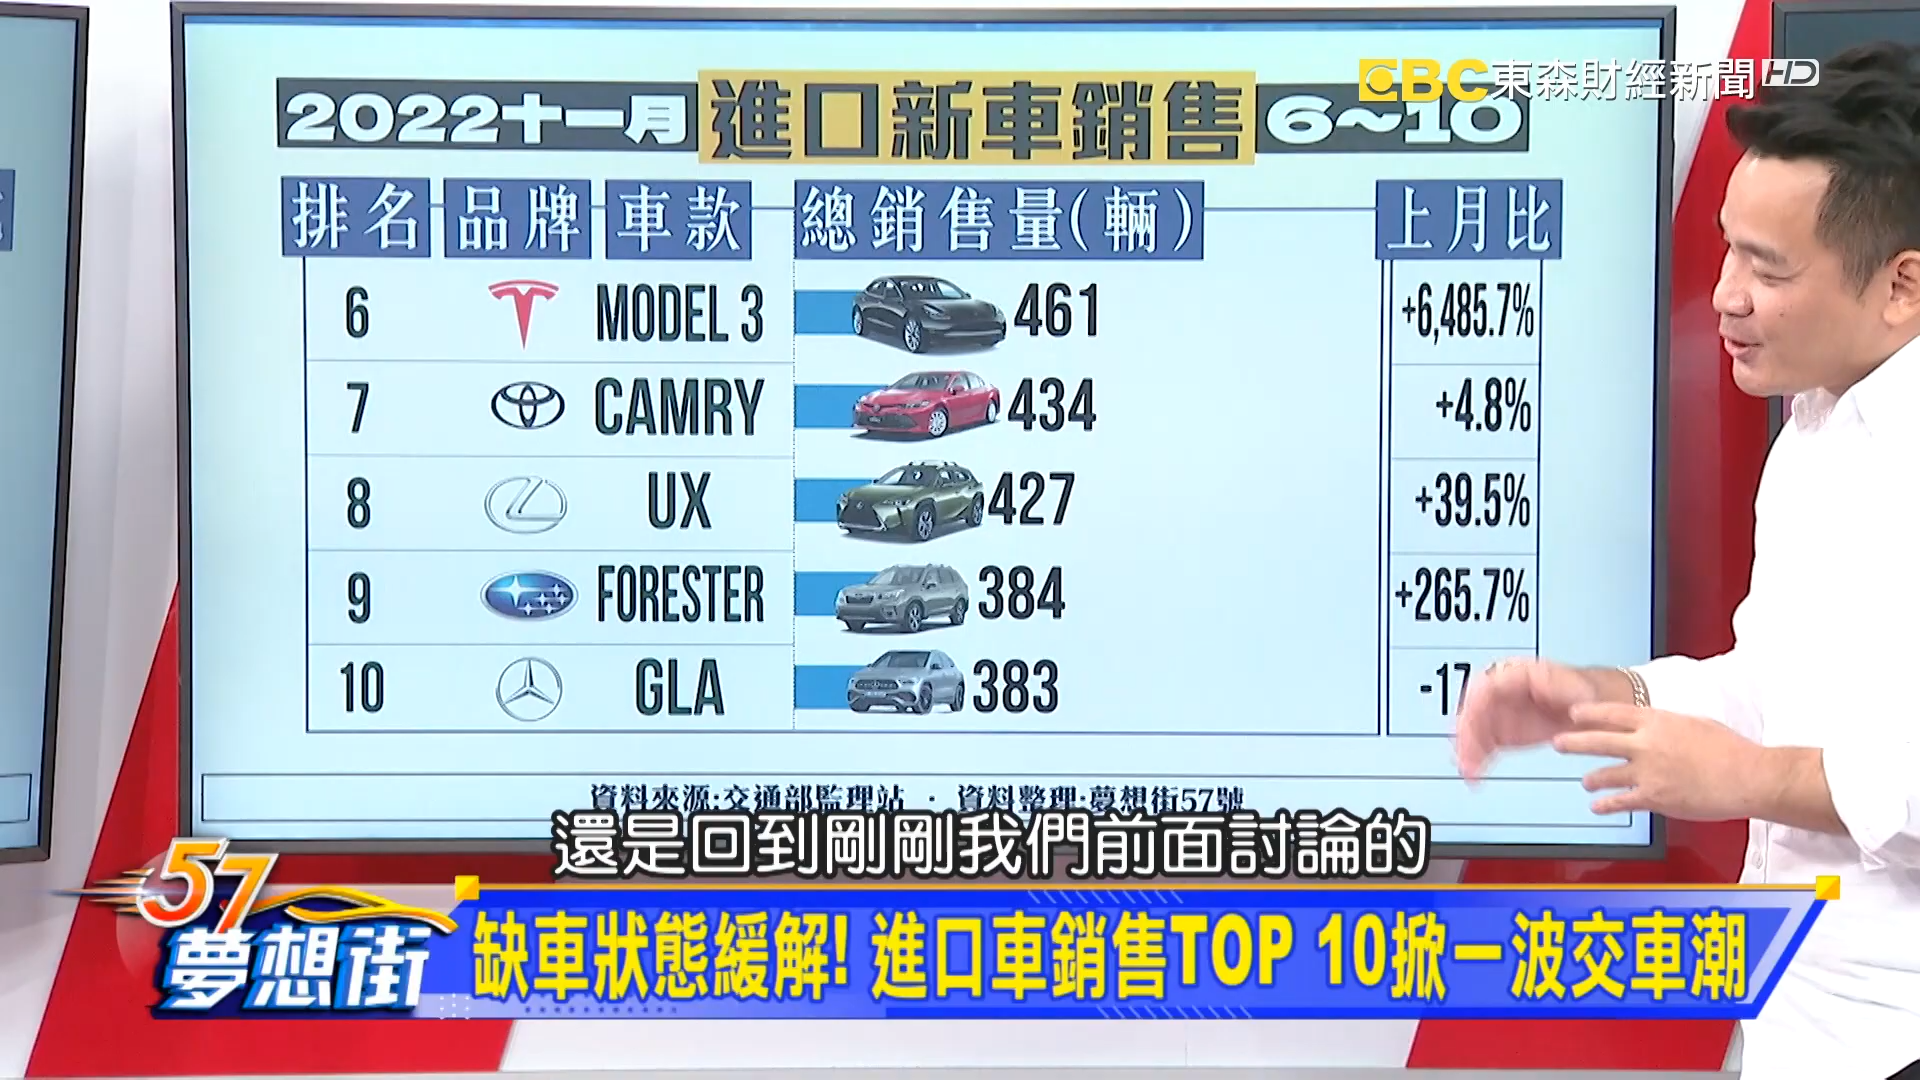 EBC東森財經新聞HD
2022十一月 進口新車銷售 6~10
排名 品牌 車款 總銷售量(輛) 上月比
6 MODEL 3 461 +6,485.7%
7 CAMRY 434 +4.8%
8 UX 427 +39.5%
9 FORESTER 384 +265.7%
10 GLA 383 -17
資料來源:交通部監理站 · 資料整理:夢想街57號
還是回到剛剛我們前面討論的
57夢想街
缺車狀態緩解! 進口車銷售TOP 10掀一波交車潮